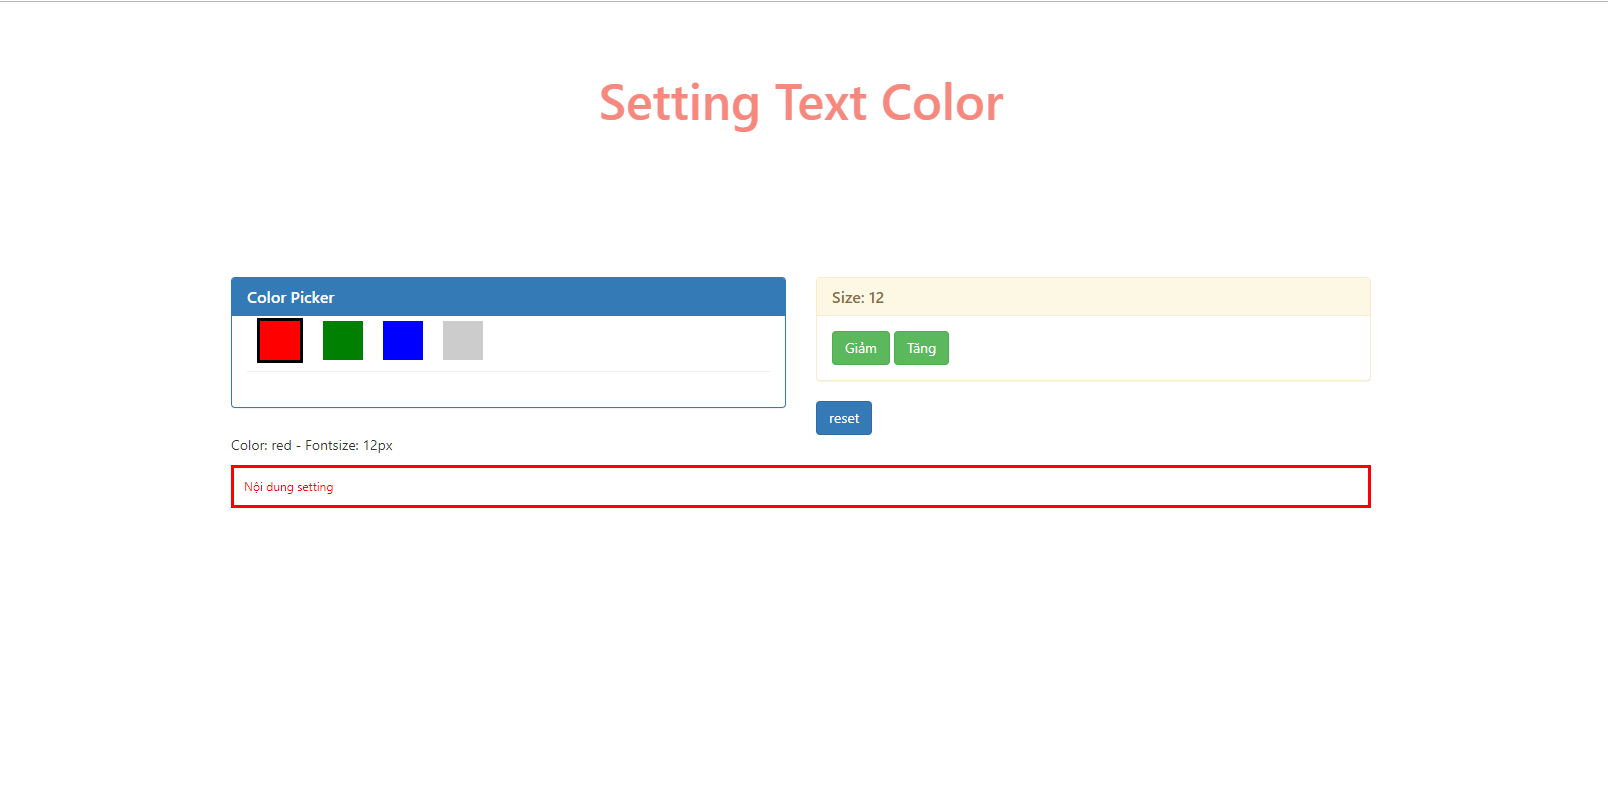 Setting Text Color
Color Picker
Size: 12
Giảm Tăng
reset
Color: red - Fontsize: 12px
Nội dung setting